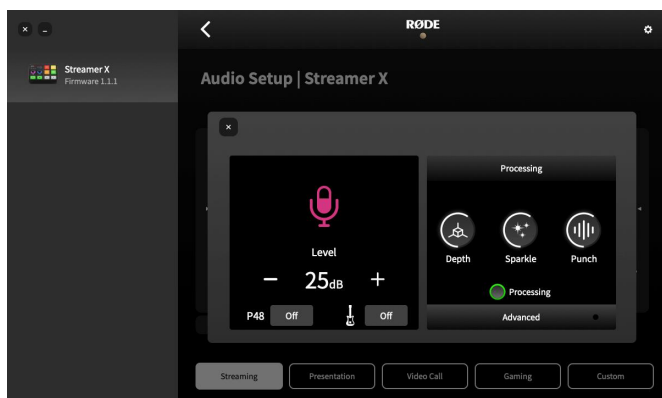 RØDE
Streamer X
Firmware 1.1.1
Audio Setup | Streamer X
Processing
Level
Depth Sparkle Punch
− 25dB +
Processing
P48 Off Off
Advanced
Streaming Presentation Video Call Gaming Custom